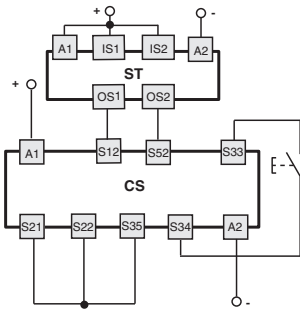 + -
A1 IS1 IS2 A2
ST
+ OS1 OS2
A1 S12 S52 S33
CS
S21 S22 S35 S34 A2
-